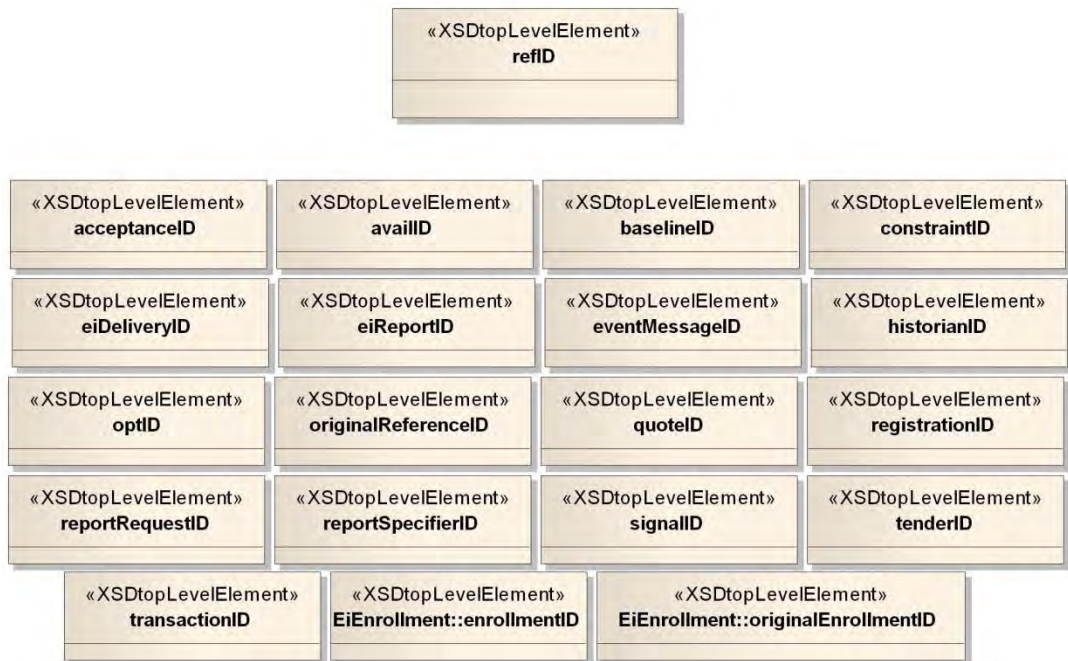 «XSDtopLevelElement»
refID
«XSDtopLevelElement» «XSDtopLevelElement» «XSDtopLevelElement» «XSDtopLevelElement»
acceptanceID availID baselineID constraintID
«XSDtopLevelElement» «XSDtopLevelElement» «XSDtopLevelElement» «XSDtopLevelElement»
eiDeliveryID eiReportID eventMessageID historianID
«XSDtopLevelElement» «XSDtopLevelElement» «XSDtopLevelElement» «XSDtopLevelElement»
optID originalReferenceID quoteID registrationID
«XSDtopLevelElement» «XSDtopLevelElement» «XSDtopLevelElement» «XSDtopLevelElement»
reportRequestID reportSpecifierID signalID tenderID
«XSDtopLevelElement» «XSDtopLevelElement» «XSDtopLevelElement»
transactionID EiEnrollment::enrollmentID EiEnrollment::originalEnrollmentID